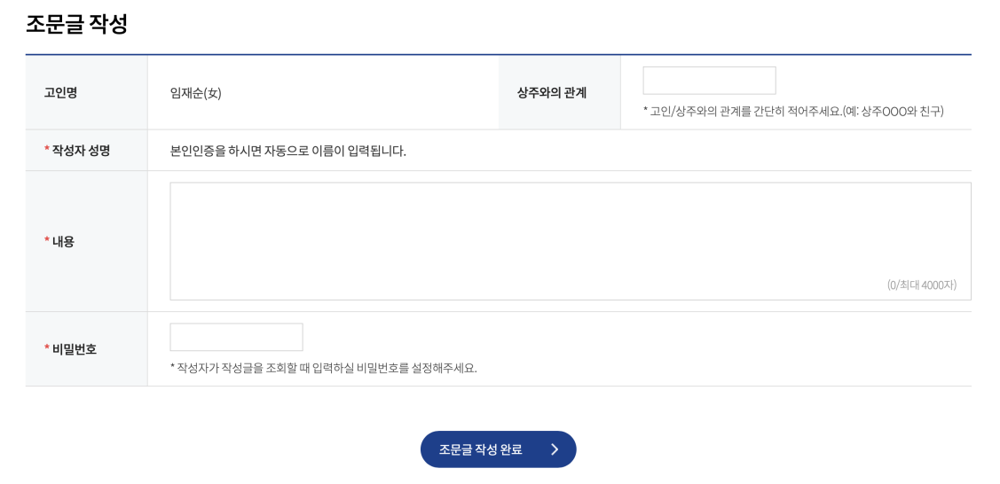 조문글 작성
고인명
임재순(女)
상주와의 관계
* 고인/상주와의 관계를 간단히 적어주세요.(예: 상주OOO와 친구)
* 작성자 성명
본인인증을 하시면 자동으로 이름이 입력됩니다.
* 내용
(0/최대 4000자)
* 비밀번호
* 작성자가 작성글을 조회할 때 입력하실 비밀번호를 설정해주세요.
조문글 작성 완료